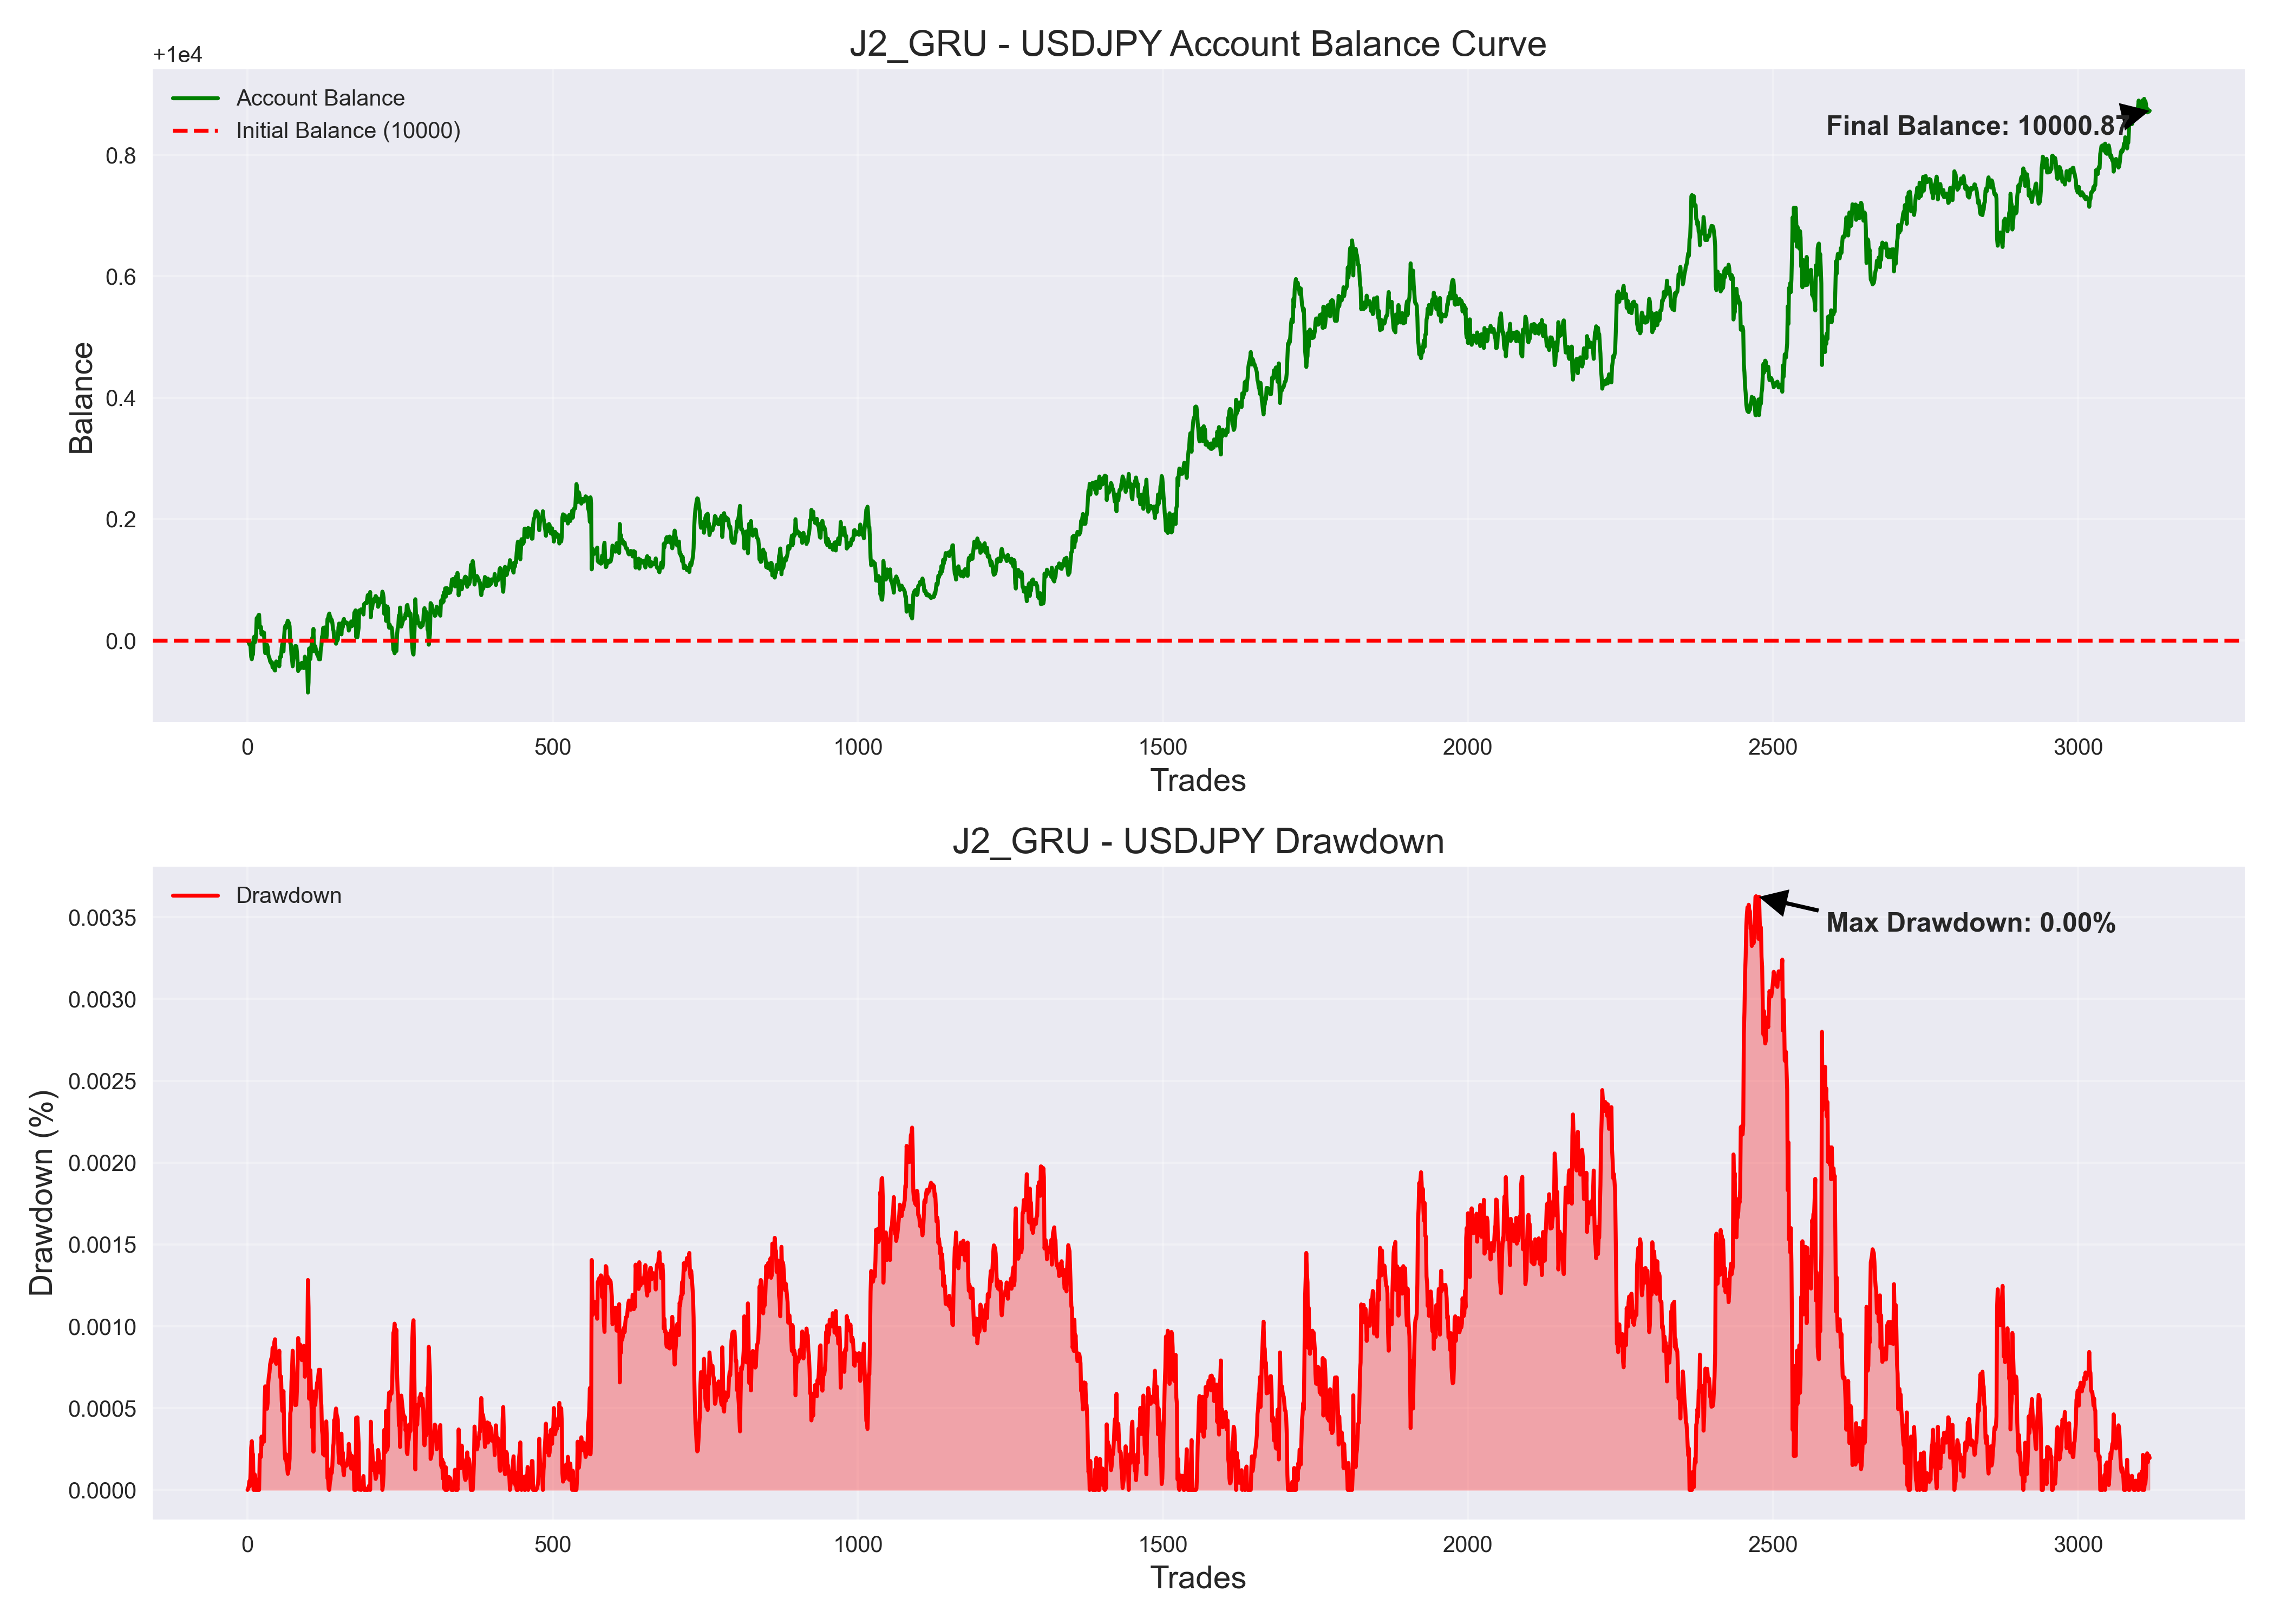 J2_GRU - USDJPY Account Balance Curve
+1e4
Account Balance
Initial Balance (10000)
Final Balance: 10000.87
0.8
0.6
0.4
0.2
0.0
Balance
0 500 1000 1500 2000 2500 3000
Trades
J2_GRU - USDJPY Drawdown
Drawdown
Max Drawdown: 0.00%
0.0035
0.0030
0.0025
0.0020
0.0015
0.0010
0.0005
0.0000
Drawdown (%)
0 500 1000 1500 2000 2500 3000
Trades